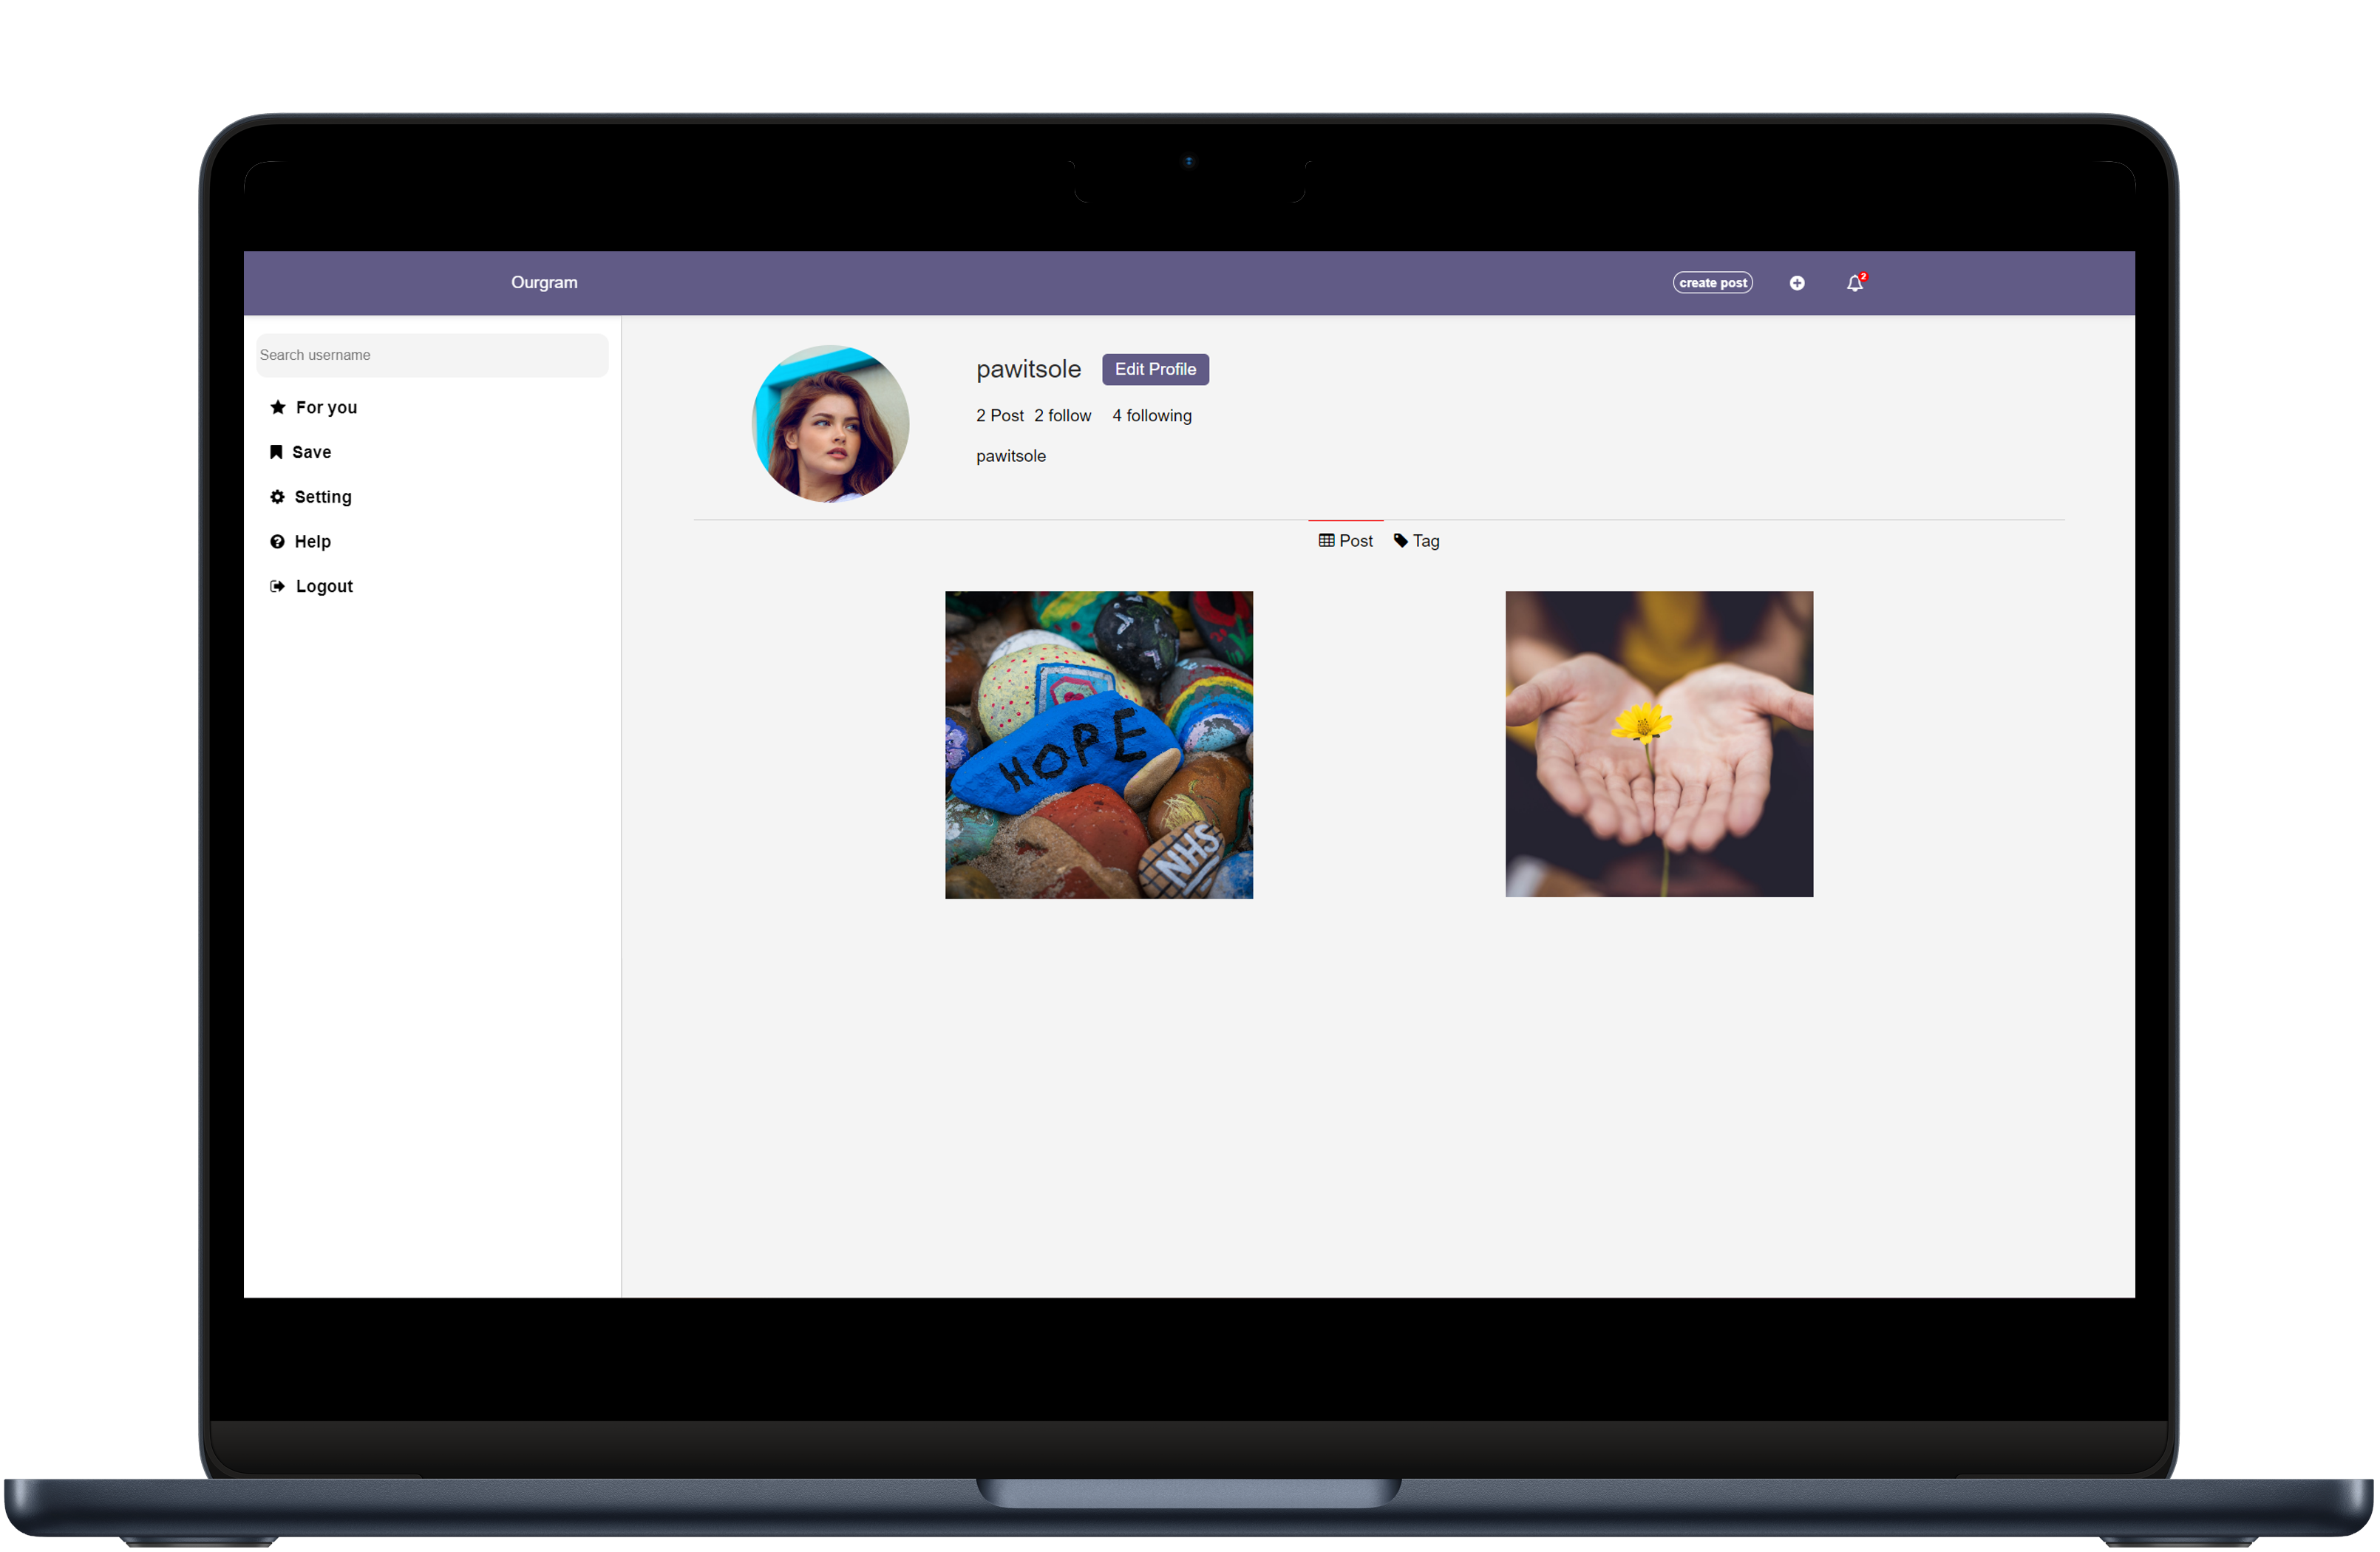 Ourgram
create post
2
Search username
For you
Save
Setting
Help
Logout
pawitsole
Edit Profile
2 Post 2 follow 4 following
pawitsole
Post Tag
HOPE
NHS